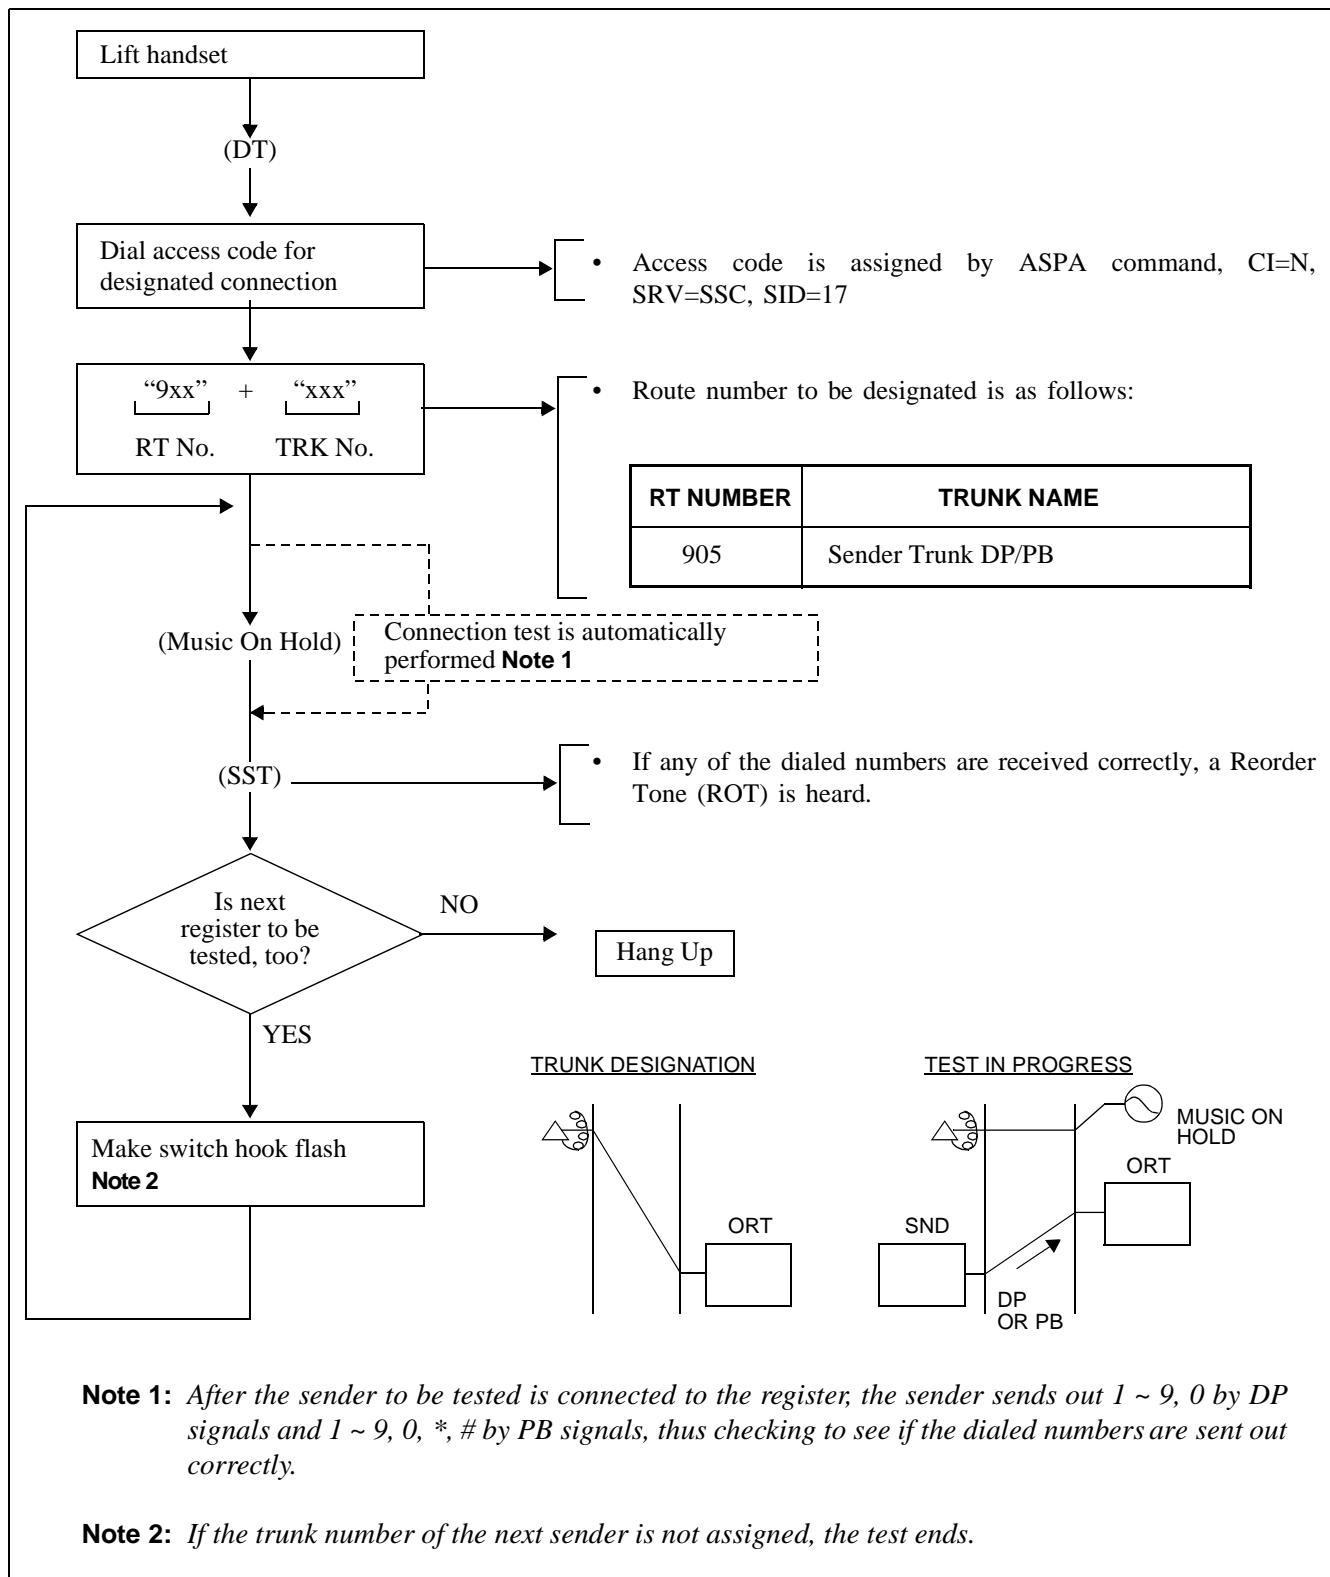 Lift handset
(DT)
Dial access code for
designated connection
• Access code is assigned by ASPA command, CI=N,
SRV=SSC, SID=17
“9xx” + “xxx”
RT No. TRK No.
• Route number to be designated is as follows:
RT NUMBER TRUNK NAME
905 Sender Trunk DP/PB
(Music On Hold)
Connection test is automatically
performed Note 1
(SST)
• If any of the dialed numbers are received correctly, a Reorder
Tone (ROT) is heard.
Is next
register to be
tested, too?
NO
Hang Up
YES
Make switch hook flash
Note 2
TRUNK DESIGNATION
ORT
TEST IN PROGRESS
MUSIC ON
HOLD
ORT
SND
DP
OR PB
Note 1: After the sender to be tested is connected to the register, the sender sends out 1 ~ 9, 0 by DP
signals and 1 ~ 9, 0, *, # by PB signals, thus checking to see if the dialed numbers are sent out
correctly.
Note 2: If the trunk number of the next sender is not assigned, the test ends.